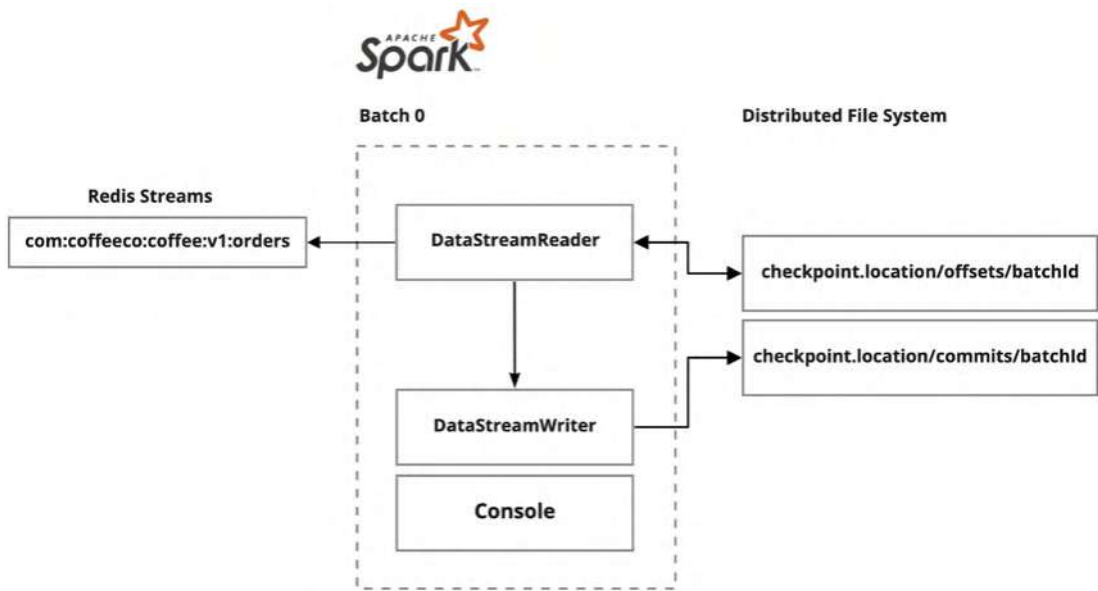 APACHE
Spark
Batch 0
Distributed File System
Redis Streams
com:coffeeco:coffee:v1:orders
DataStreamReader
checkpoint.location/offsets/batchId
checkpoint.location/commits/batchId
DataStreamWriter
Console